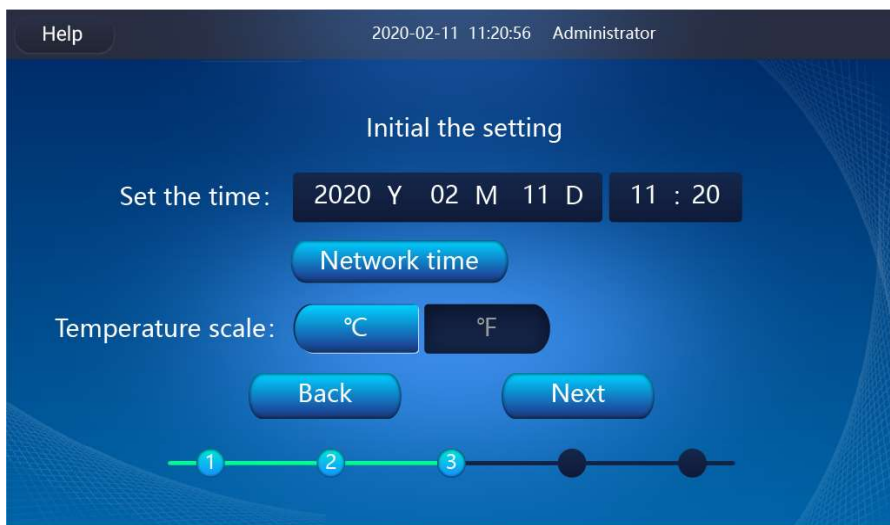 Help 2020-02-11 11:20:56 Administrator
Initial the setting
Set the time: 2020 Y 02 M 11 D 11 : 20
Network time
Temperature scale: ℃ ℉
Back Next
1 2 3